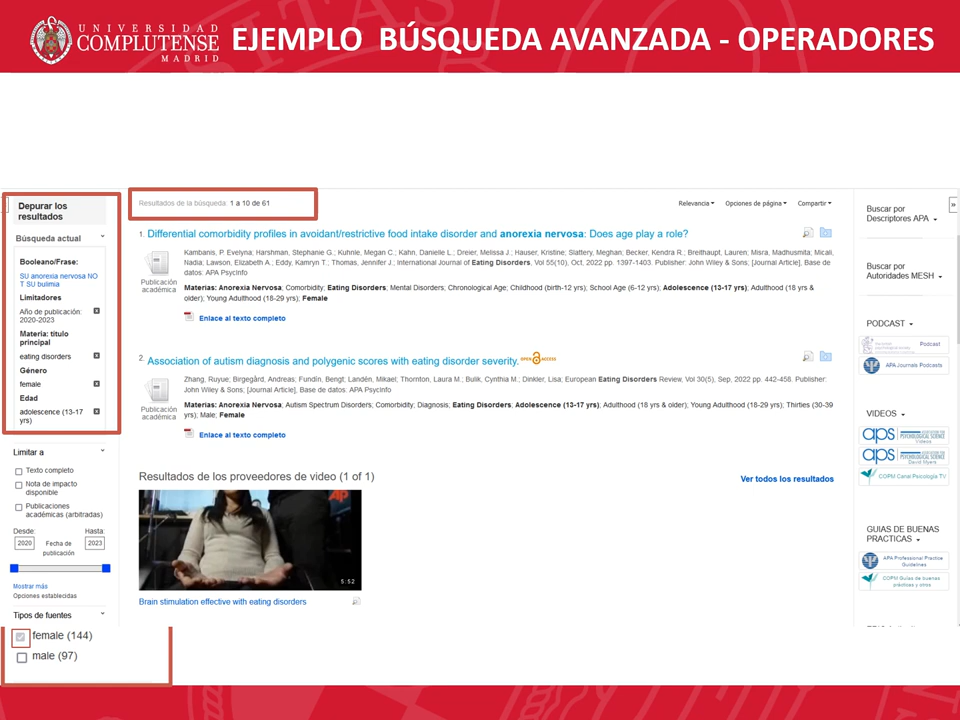 UNIVERSIDAD
COMPLUTENSE
MADRID
EJEMPLO BÚSQUEDA AVANZADA - OPERADORES
Depurar los
resultados
Búsqueda actual
Booleano/Frase:
SU anorexia nervosa NO
T SU bulimia
Limitadores
Año de publicación:
2020-2023
Materia: título
principal
eating disorders
Género
female
Edad
adolescence (13-17
yrs)
Limitar a
Texto completo
Nota de impacto
disponible
Publicaciones
académicas (arbitradas)
Desde:
Hasta:
2020
Fecha de
publicación
2023
Mostrar más
Opciones establecidas
Tipos de fuentes
female (144)
male (97)
Resultados de la búsqueda: 1 a 10 de 61
Relevancia
Opciones de página
Compartir
1. Differential comorbidity profiles in avoidant/restrictive food intake disorder and anorexia nervosa: Does age play a role?
Publicación
académica
Kambanis, P. Evelyna; Harshman, Stephanie G.; Kuhnle, Megan C.; Kahn, Danielle L.; Dreier, Melissa J.; Hauser, Kristine; Slattery, Meghan; Becker, Kendra R.; Breithaupt, Lauren; Misra, Madhusmita; Micali,
Nadia; Lawson, Elizabeth A.; Eddy, Kamryn T.; Thomas, Jennifer J.; International Journal of Eating Disorders, Vol 55(10), Oct, 2022 pp. 1397-1403. Publisher: John Wiley & Sons; [Journal Article], Base de
datos: APA PsycInfo
Materias: Anorexia Nervosa; Comorbidity; Eating Disorders; Mental Disorders; Chronological Age; Childhood (birth-12 yrs); School Age (6-12 yrs); Adolescence (13-17 yrs); Adulthood (18 yrs &
older); Young Adulthood (18-29 yrs); Female
Enlace al texto completo
2. Association of autism diagnosis and polygenic scores with eating disorder severity.
OPEN ACCESS
Publicación
académica
Zhang, Ruyue; Birgegård, Andreas; Fundín, Bengt; Landén, Mikael; Thornton, Laura M.; Bulik, Cynthia M.; Dinkler, Lisa; European Eating Disorders Review, Vol 30(5), Sep, 2022 pp. 442-458. Publisher:
John Wiley & Sons; [Journal Article], Base de datos: APA PsycInfo
Materias: Anorexia Nervosa; Autism Spectrum Disorders; Comorbidity; Diagnosis; Eating Disorders; Adolescence (13-17 yrs); Adulthood (18 yrs & older); Young Adulthood (18-29 yrs); Thirties (30-39
yrs); Male; Female
Enlace al texto completo
Resultados de los proveedores de video (1 of 1)
Ver todos los resultados
AP
5:52
Brain stimulation effective with eating disorders
»
Buscar por
Descriptores APA
Buscar por
Autoridades MESH
PODCAST
Podcast
APA Journals Podcasts
VIDEOS
aps
PSYCHOLOGICAL SCIENCE
Videos
aps
PSYCHOLOGICAL SCIENCE
David Myers
COPM Canal Psicología TV
GUIAS DE BUENAS
PRACTICAS
APA Professional Practice
Guidelines
COPM Guías de buenas
prácticas y otros